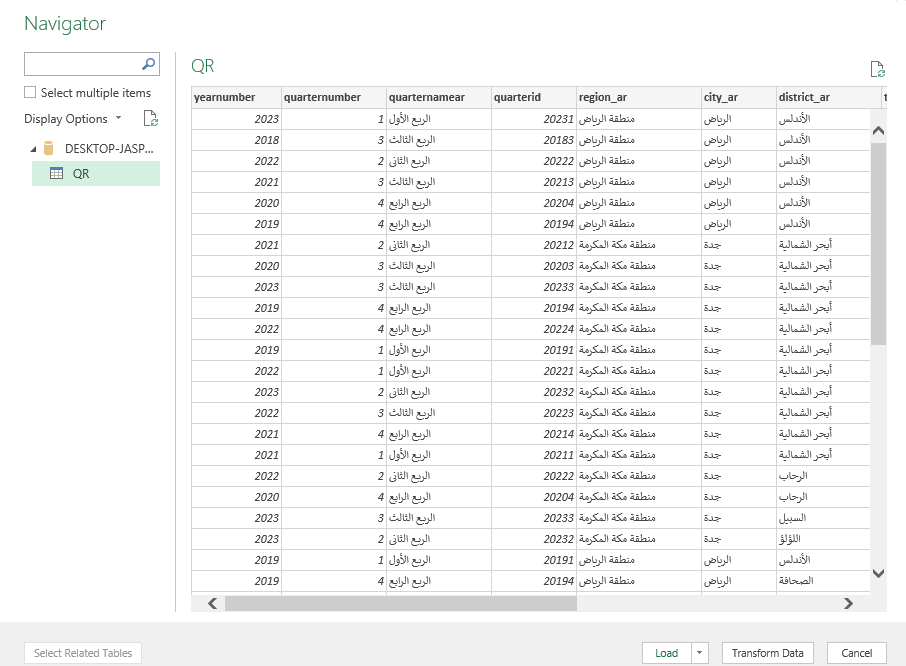 Navigator
Select multiple items
Display Options
DESKTOP-JASP...
QR
QR
yearnumber quarternumber quarternamear quarterid region_ar city_ar district_ar t
2023 1 الربع الأول 20231 منطقة الرياض الرياض الأندلس
2018 3 الربع الثالث 20183 منطقة الرياض الرياض الأندلس
2022 2 الربع الثاني 20222 منطقة الرياض الرياض الأندلس
2021 3 الربع الثالث 20213 منطقة الرياض الرياض الأندلس
2020 4 الربع الرابع 20204 منطقة الرياض الرياض الأندلس
2019 4 الربع الرابع 20194 منطقة الرياض الرياض الأندلس
2021 2 الربع الثاني 20212 منطقة مكة المكرمة جدة أبحر الشمالية
2020 3 الربع الثالث 20203 منطقة مكة المكرمة جدة أبحر الشمالية
2023 3 الربع الثالث 20233 منطقة مكة المكرمة جدة أبحر الشمالية
2019 4 الربع الرابع 20194 منطقة مكة المكرمة جدة أبحر الشمالية
2022 4 الربع الرابع 20224 منطقة مكة المكرمة جدة أبحر الشمالية
2019 1 الربع الأول 20191 منطقة مكة المكرمة جدة أبحر الشمالية
2022 1 الربع الأول 20221 منطقة مكة المكرمة جدة أبحر الشمالية
2023 2 الربع الثاني 20232 منطقة مكة المكرمة جدة أبحر الشمالية
2022 3 الربع الثالث 20223 منطقة مكة المكرمة جدة أبحر الشمالية
2021 4 الربع الرابع 20214 منطقة مكة المكرمة جدة أبحر الشمالية
2021 1 الربع الأول 20211 منطقة مكة المكرمة جدة أبحر الشمالية
2022 2 الربع الثاني 20222 منطقة مكة المكرمة جدة الرحاب
2020 4 الربع الرابع 20204 منطقة مكة المكرمة جدة الرحاب
2023 3 الربع الثالث 20233 منطقة مكة المكرمة جدة السبيل
2023 2 الربع الثاني 20232 منطقة مكة المكرمة جدة اللؤلؤ
2019 1 الربع الأول 20191 منطقة الرياض الرياض الأندلس
2019 4 الربع الرابع 20194 منطقة الرياض الرياض الصحافة
Select Related Tables Load Transform Data Cancel